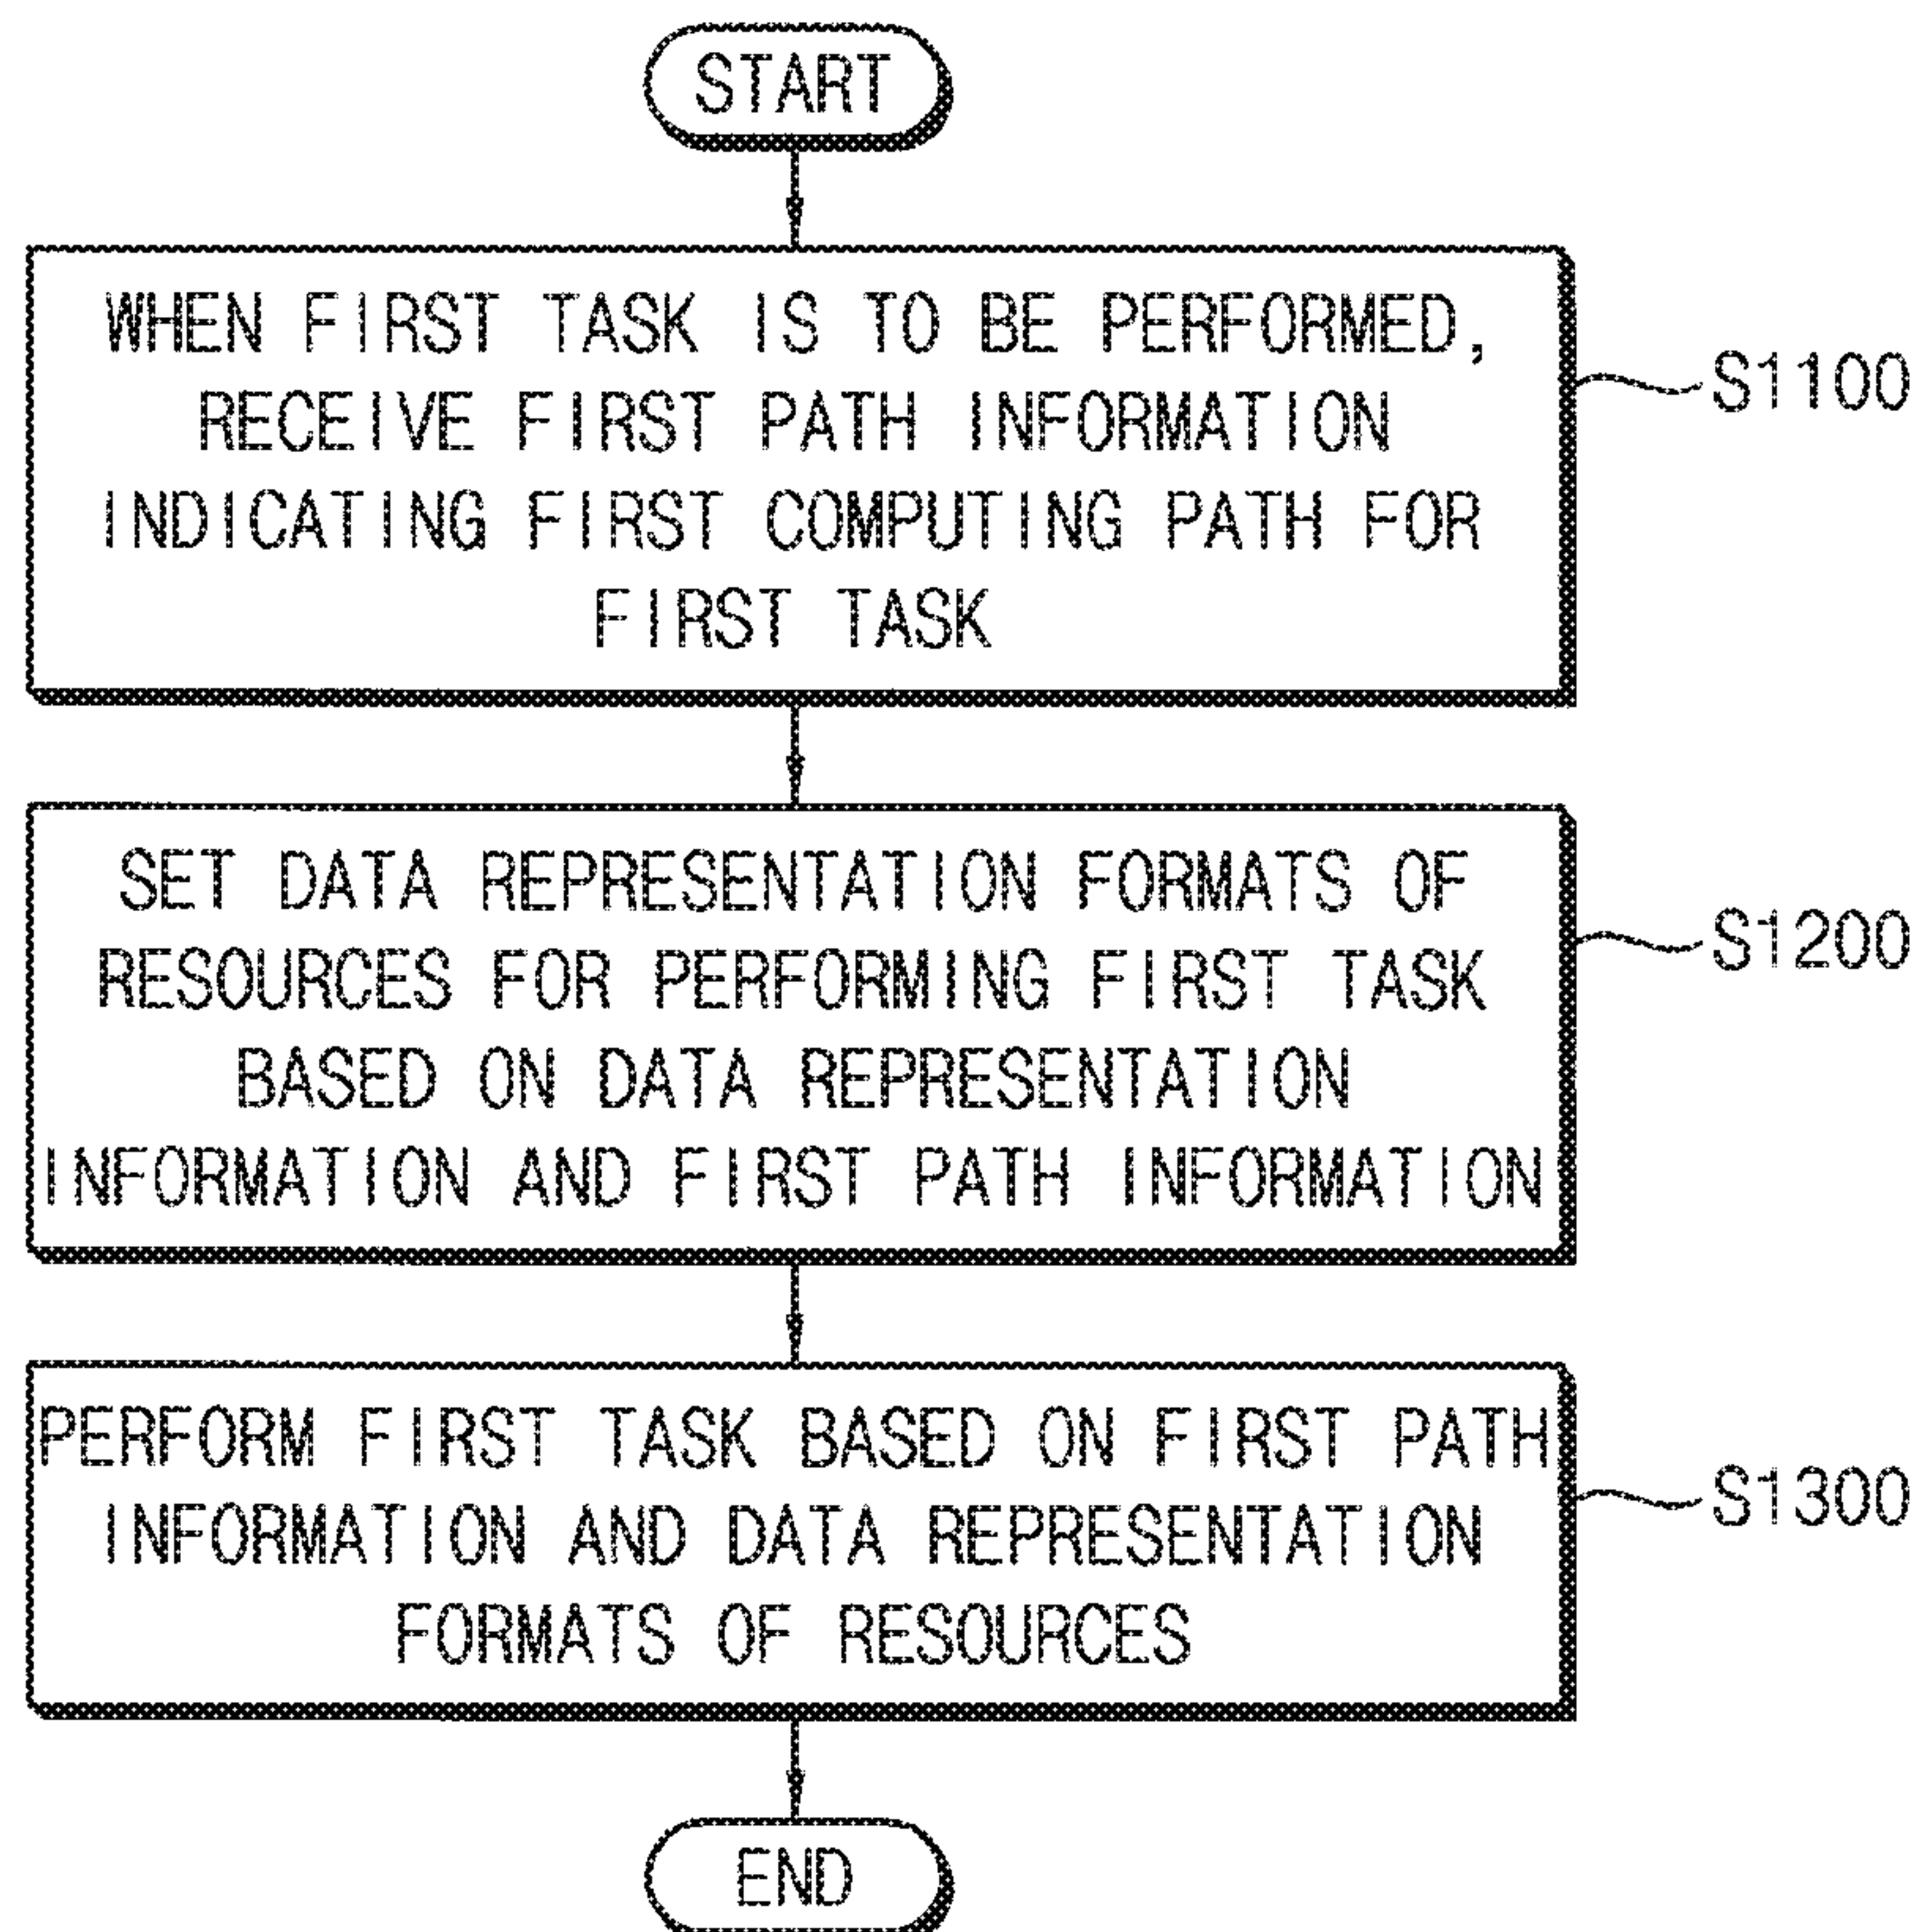 START
WHEN FIRST TASK IS TO BE PERFORMED,
RECEIVE FIRST PATH INFORMATION
INDICATING FIRST COMPUTING PATH FOR
FIRST TASK
S1100
SET DATA REPRESENTATION FORMATS OF
RESOURCES FOR PERFORMING FIRST TASK
BASED ON DATA REPRESENTATION
INFORMATION AND FIRST PATH INFORMATION
S1200
PERFORM FIRST TASK BASED ON FIRST PATH
INFORMATION AND DATA REPRESENTATION
FORMATS OF RESOURCES
S1300
END